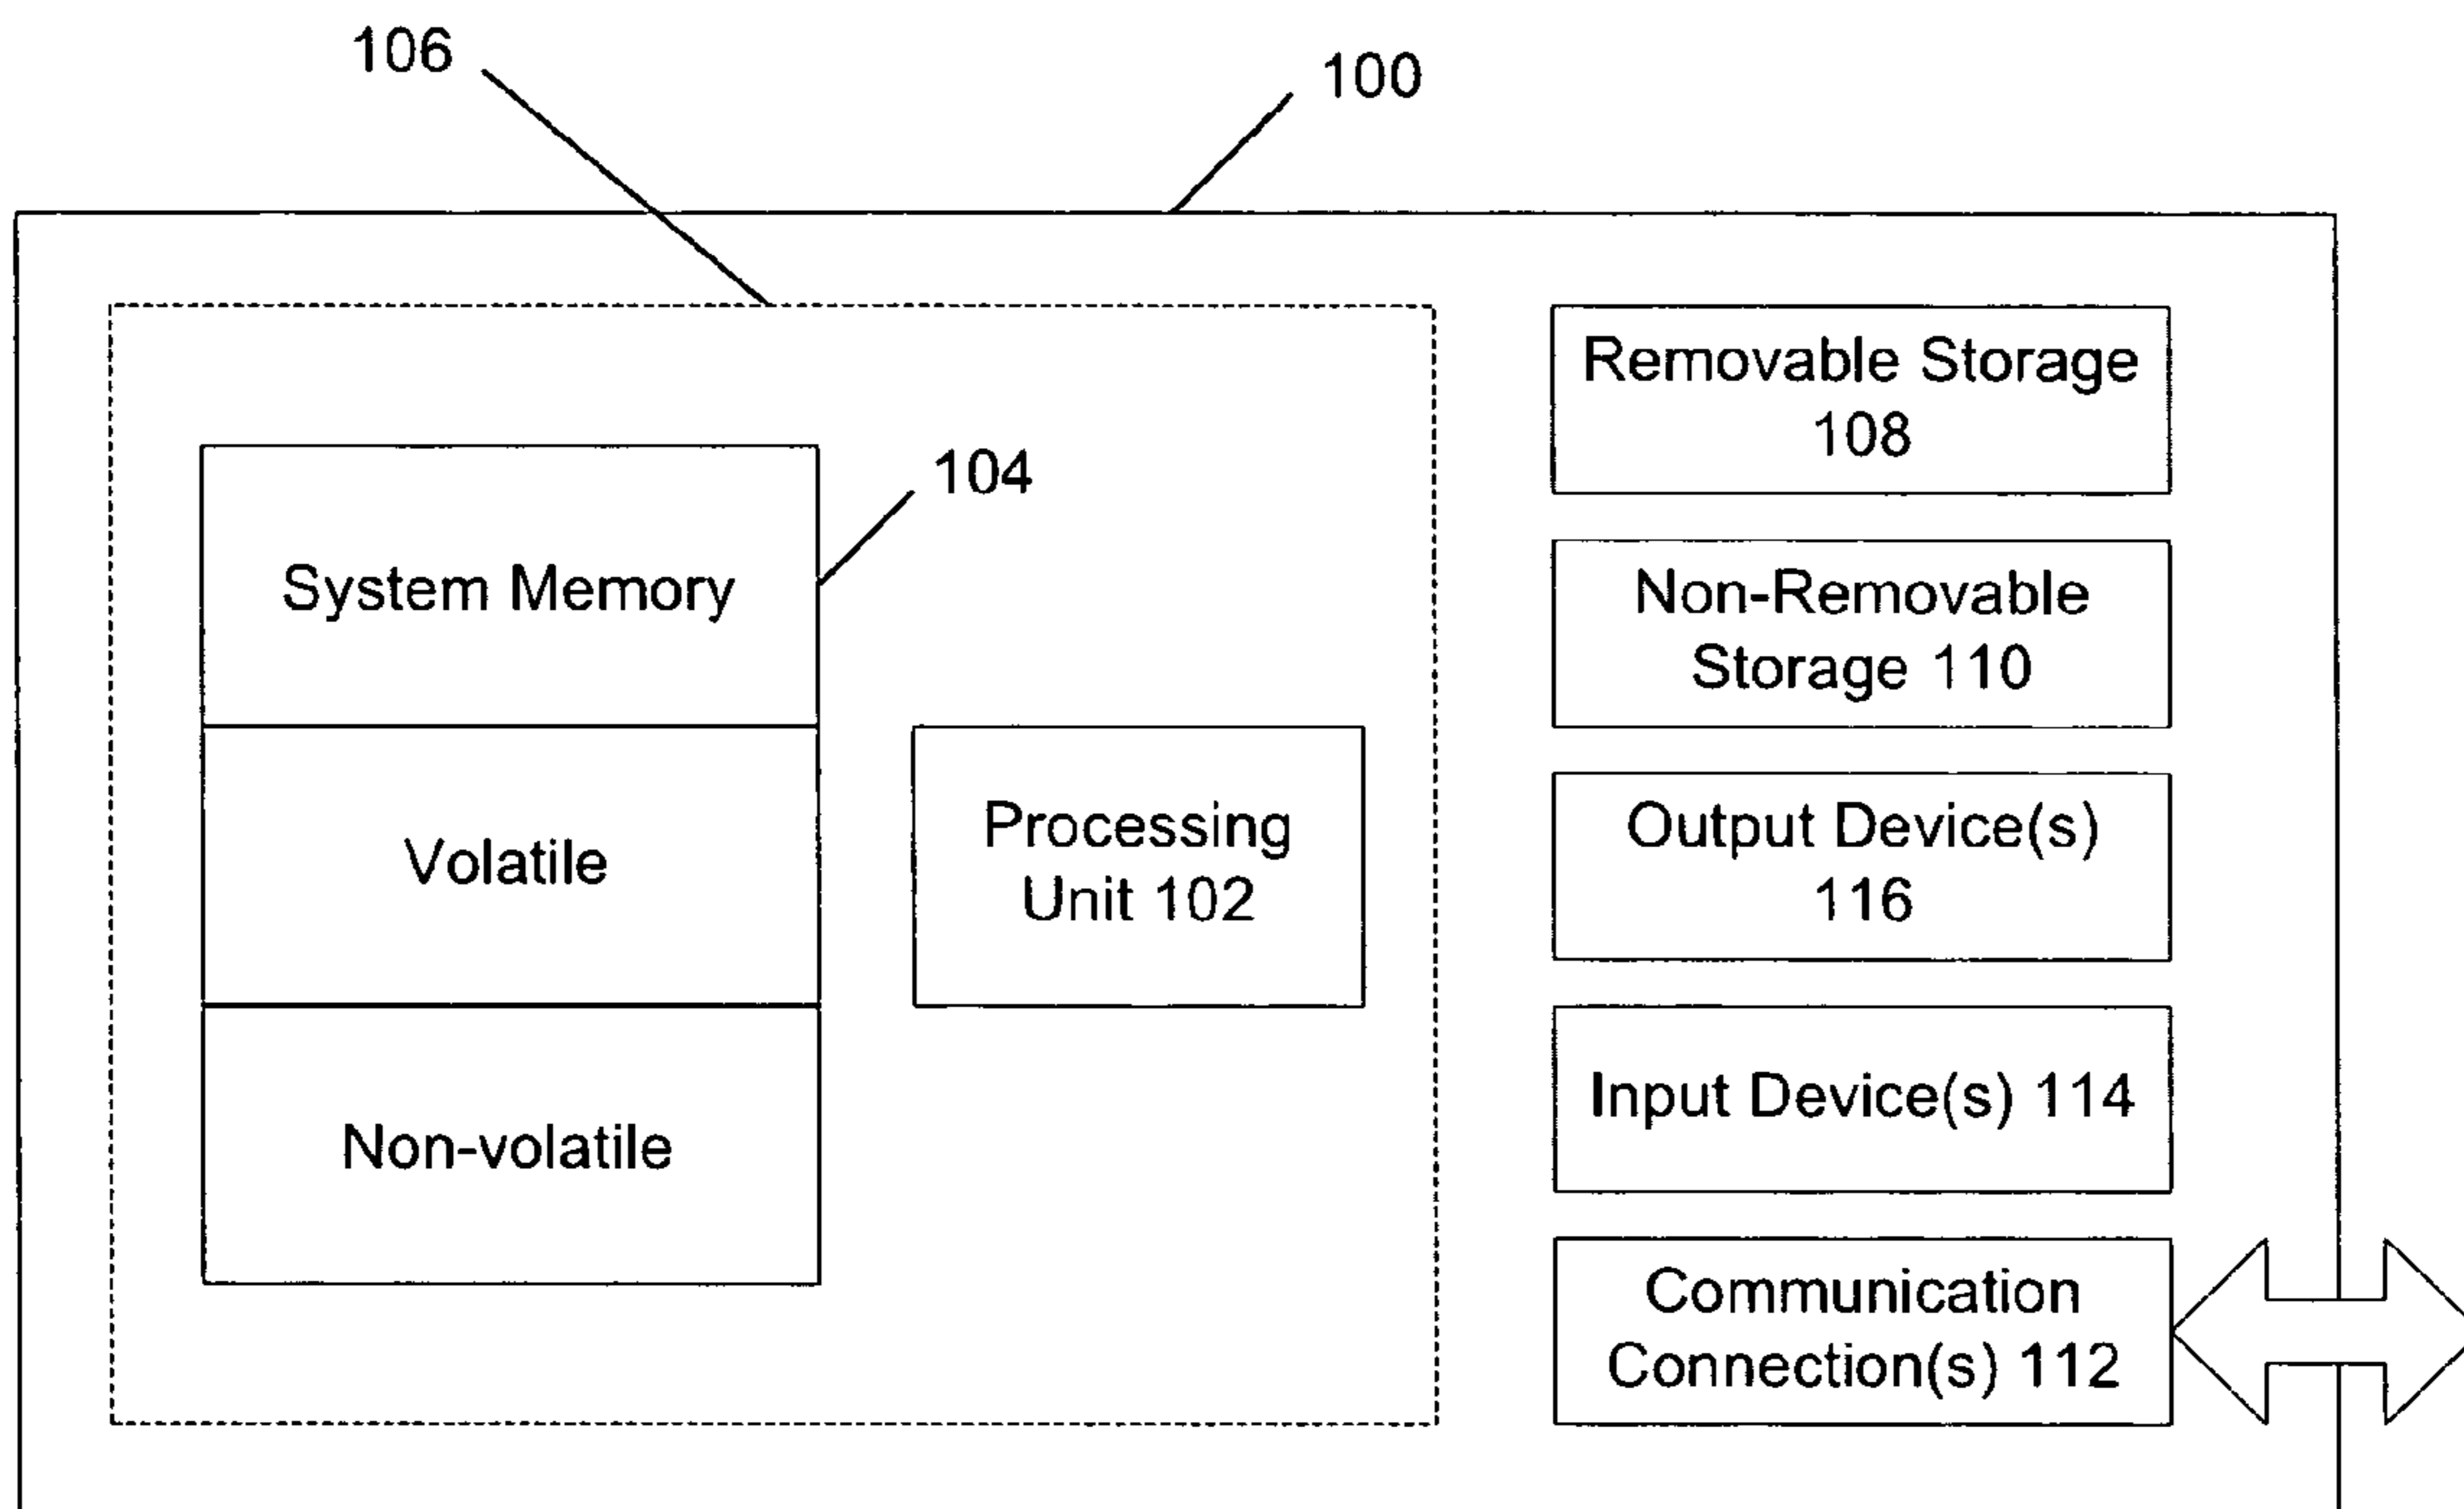 106
100
Removable Storage
108
104
System Memory
Non-Removable
Storage 110
Volatile
Processing
Unit 102
Output Device(s)
116
Non-volatile
Input Device(s) 114
Communication
Connection(s) 112